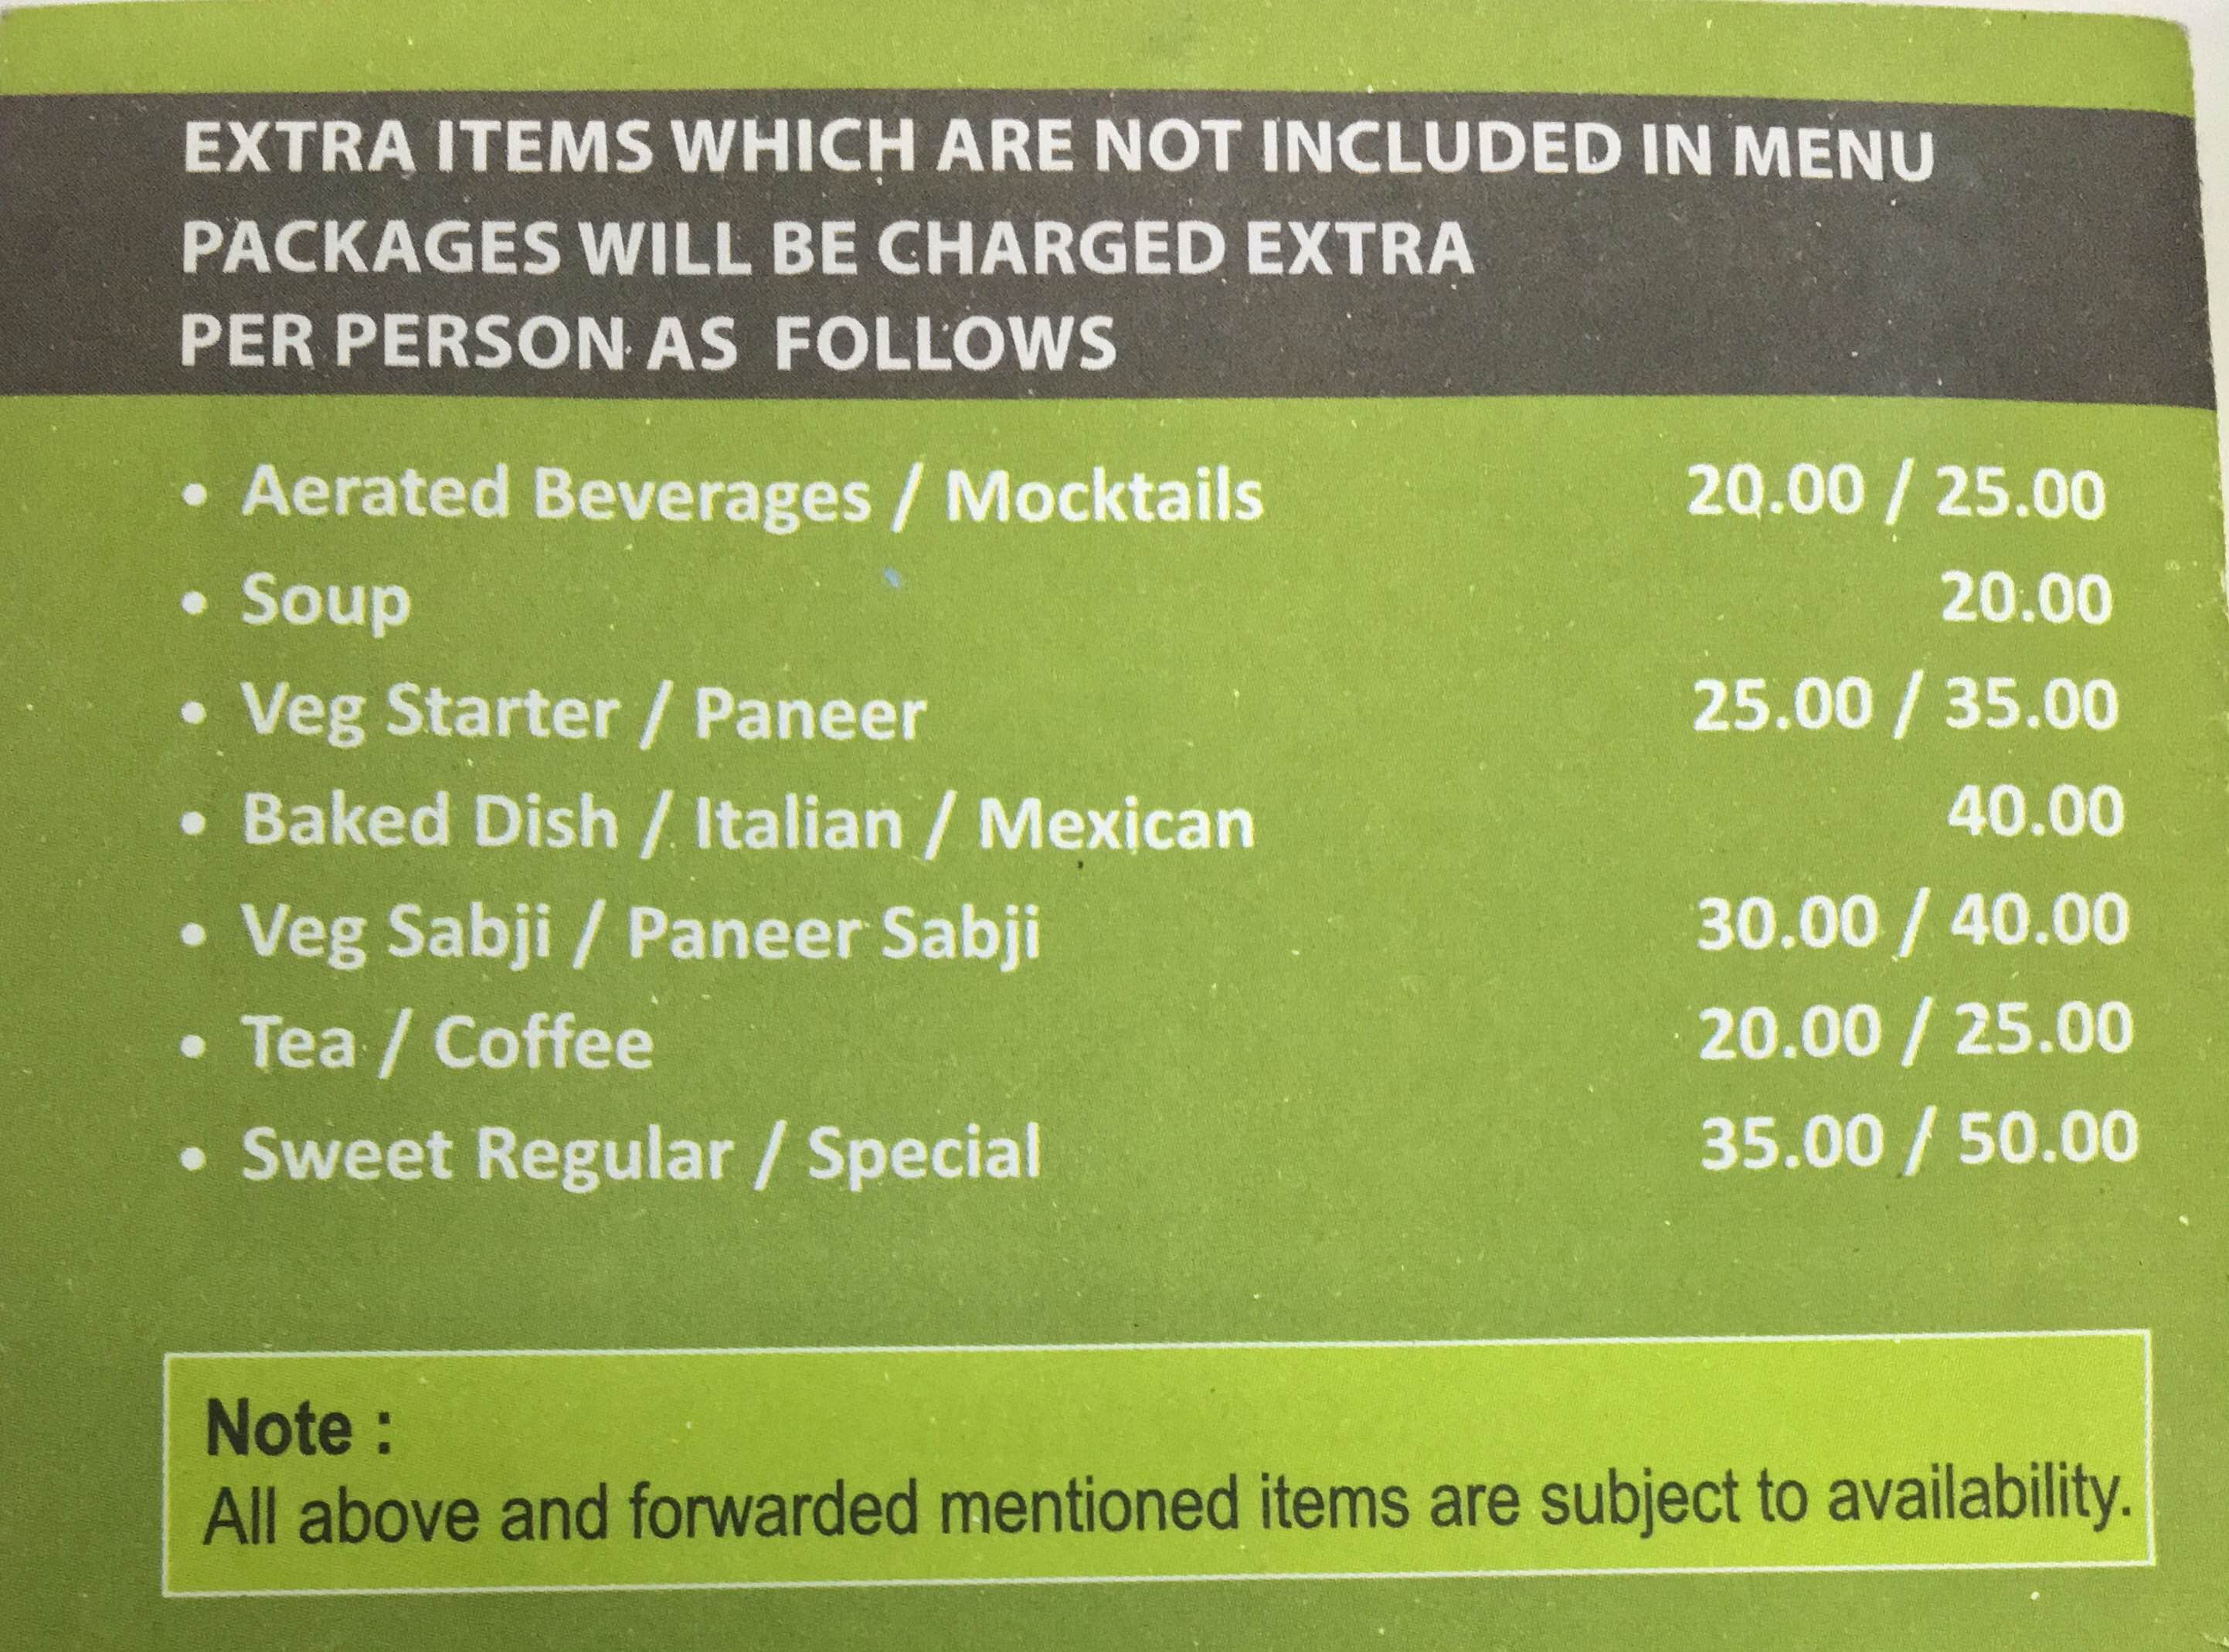 EXTRA ITEMS WHICH ARE NOT INCLUDED IN MENU
PACKAGES WILL BE CHARGED EXTRA
PER PERSON AS FOLLOWS
• Aerated Beverages / Mocktails 20.00 / 25.00
• Soup 20.00
• Veg Starter / Paneer 25.00 / 35.00
• Baked Dish / Italian / Mexican 40.00
• Veg Sabji / Paneer Sabji 30.00 / 40.00
• Tea / Coffee 20.00 / 25.00
• Sweet Regular / Special 35.00 / 50.00
Note :
All above and forwarded mentioned items are subject to availability.